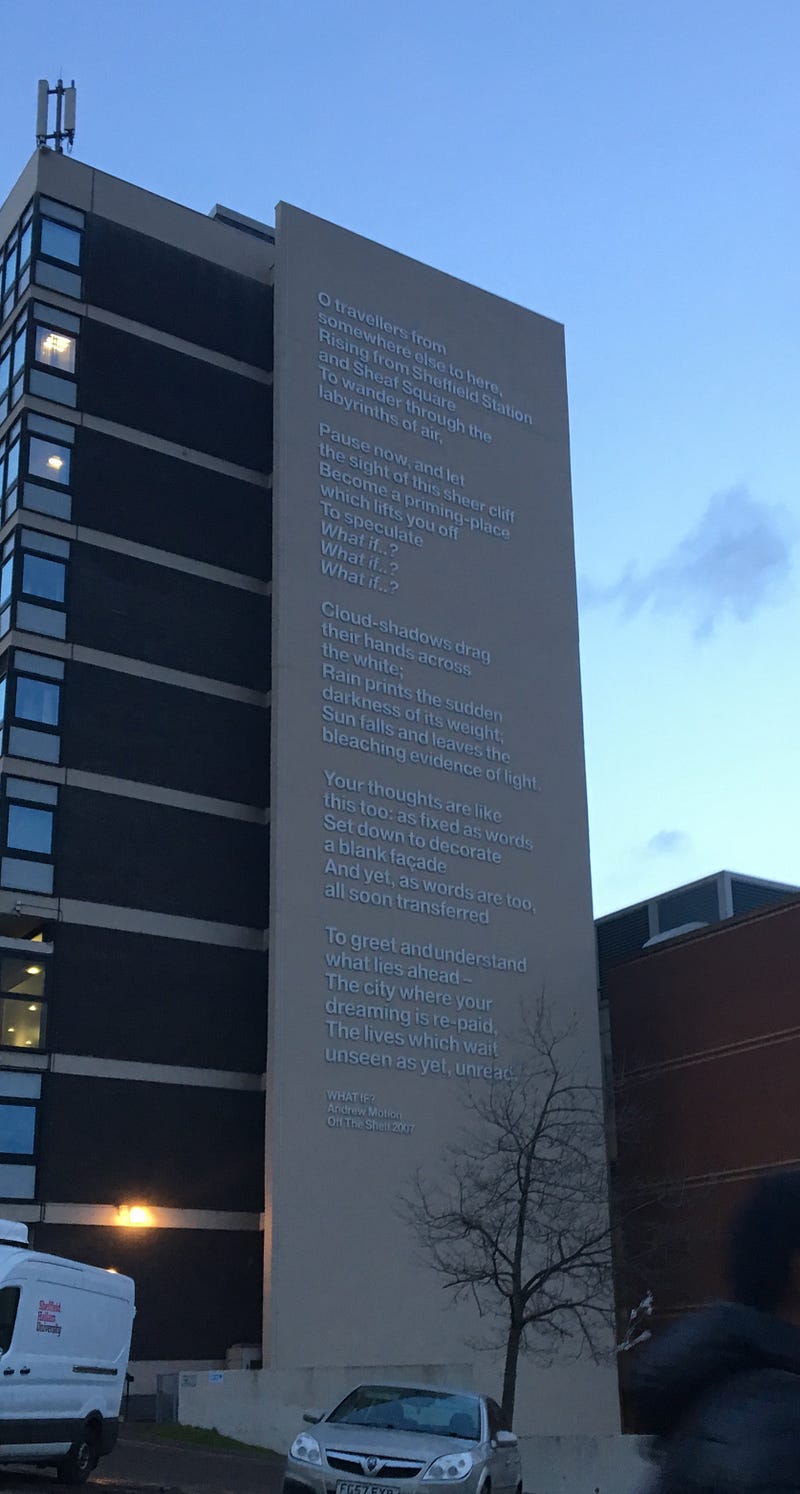 O travellers from
somewhere else to here,
Rising from Sheffield Station
and Sheaf Square
To wander through the
labyrinths of air,
Pause now, and let
the sight of this sheer cliff
Become a priming-place
which lifts you off
To speculate
What if..?
What if..?
What if..?
Cloud-shadows drag
their hands across
the white;
Rain prints the sudden
darkness of its weight;
Sun falls and leaves the
bleaching evidence of light.
Your thoughts are like
this too: as fixed as words
Set down to decorate
a blank façade
And yet, as words are too,
all soon transferred
To greet and understand
what lies ahead –
The city where your
dreaming is re-paid,
The lives which wait
unseen as yet, unread.
WHAT IF?
Andrew Motion
Off The Shelf 2007
Sheffield
Hallam
University
FG57